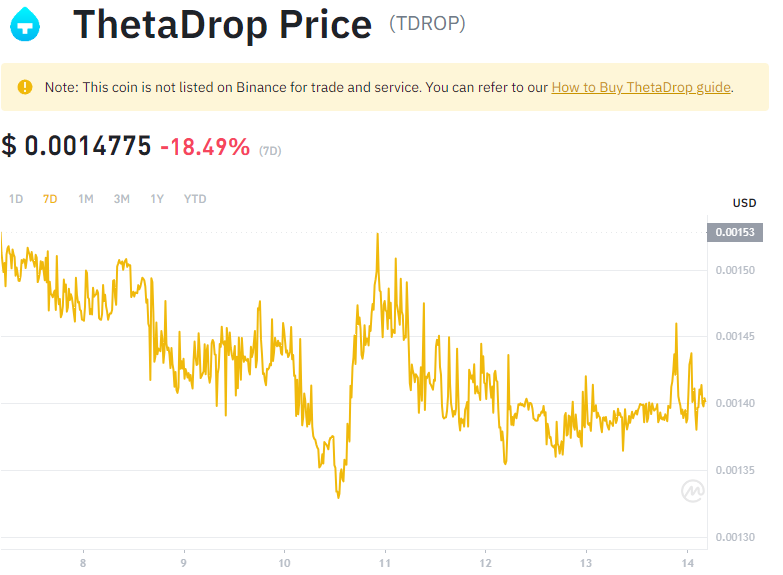 ThetaDrop Price (TDROP)
Note: This coin is not listed on Binance for trade and service. You can refer to our How to Buy ThetaDrop guide.
$ 0.0014775 -18.49% (7D)
1D 7D 1M 3M 1Y YTD
USD
0.00153
0.00150
0.00145
0.00140
0.00135
0.00130
8 9 10 11 12 13 14